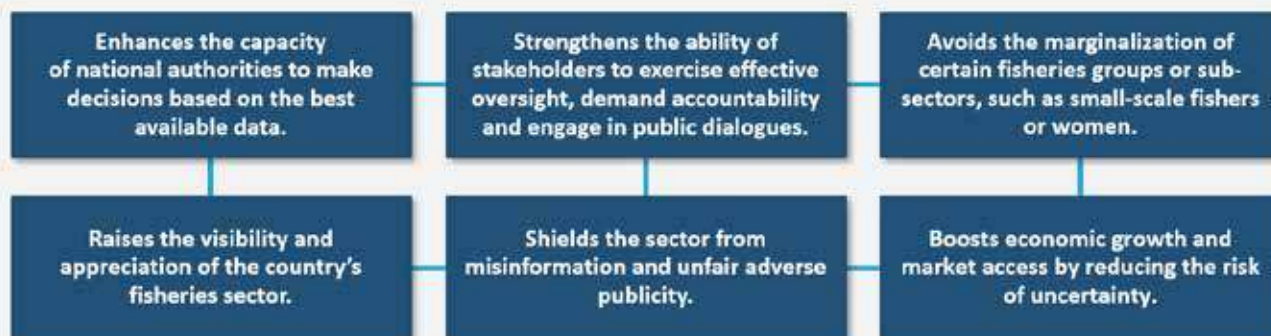 Enhances the capacity
of national authorities to make
decisions based on the best
available data.
Strengthens the ability of
stakeholders to exercise effective
oversight, demand accountability
and engage in public dialogues.
Avoids the marginalization of
certain fisheries groups or sub-
sectors, such as small-scale fishers
or women.
Raises the visibility and
appreciation of the country's
fisheries sector.
Shields the sector from
misinformation and unfair adverse
publicity.
Boosts economic growth and
market access by reducing the risk
of uncertainty.